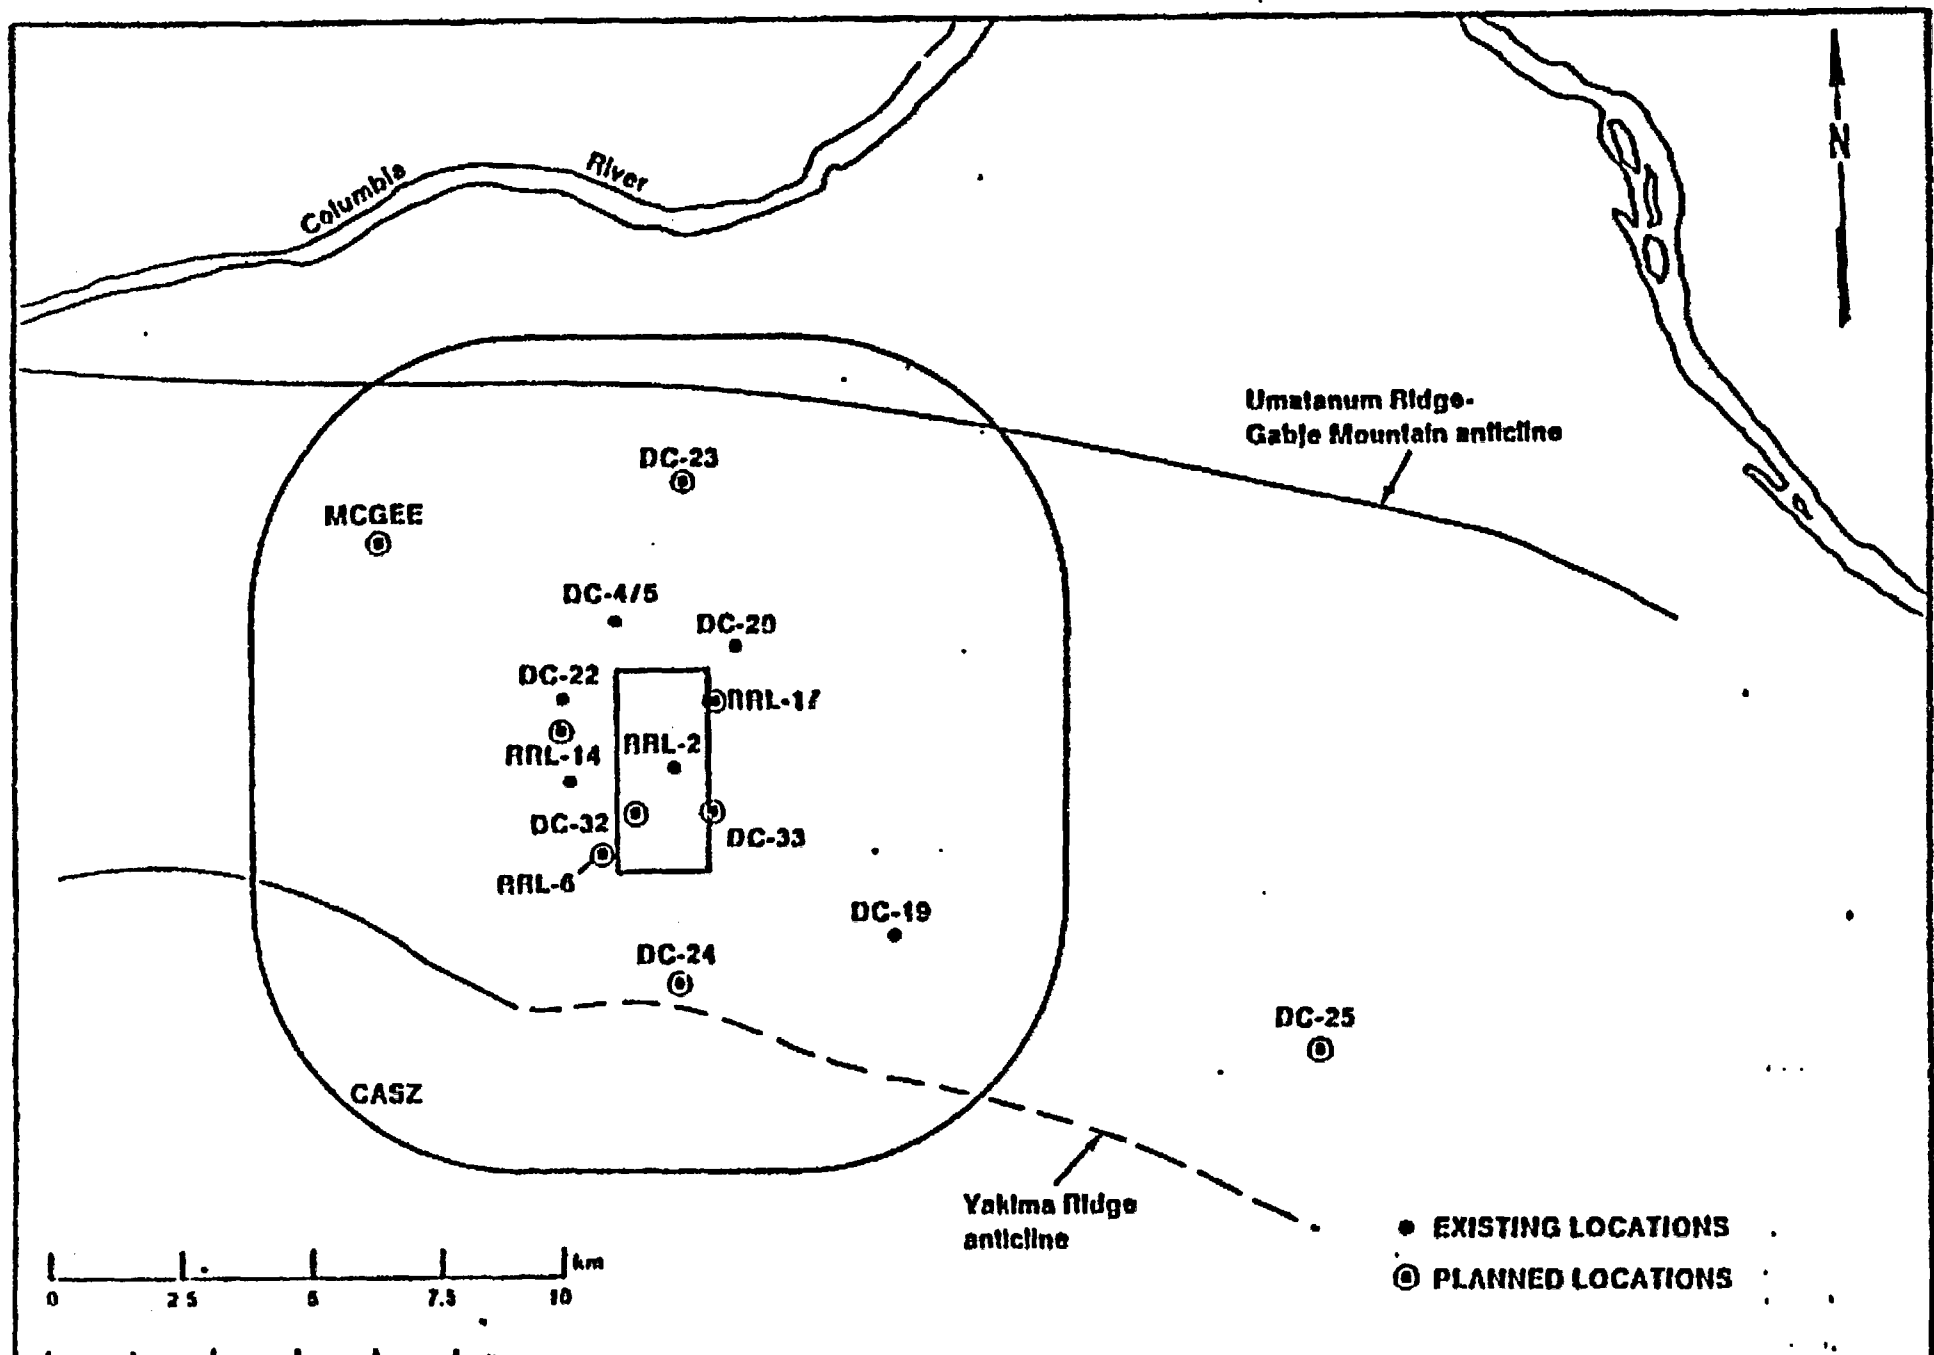 Columbia
River
N
Umatanum Ridge-
Gable Mountain anticline
DC-23
MCGEE
DC-4/5
DC-20
DC-22
RRL-17
RRL-2
RRL-14
DC-32
DC-33
RRL-6
DC-19
DC-24
DC-25
CASZ
Yakima Ridge
anticline
EXISTING LOCATIONS
PLANNED LOCATIONS
km
0 2.5 5 7.5 10